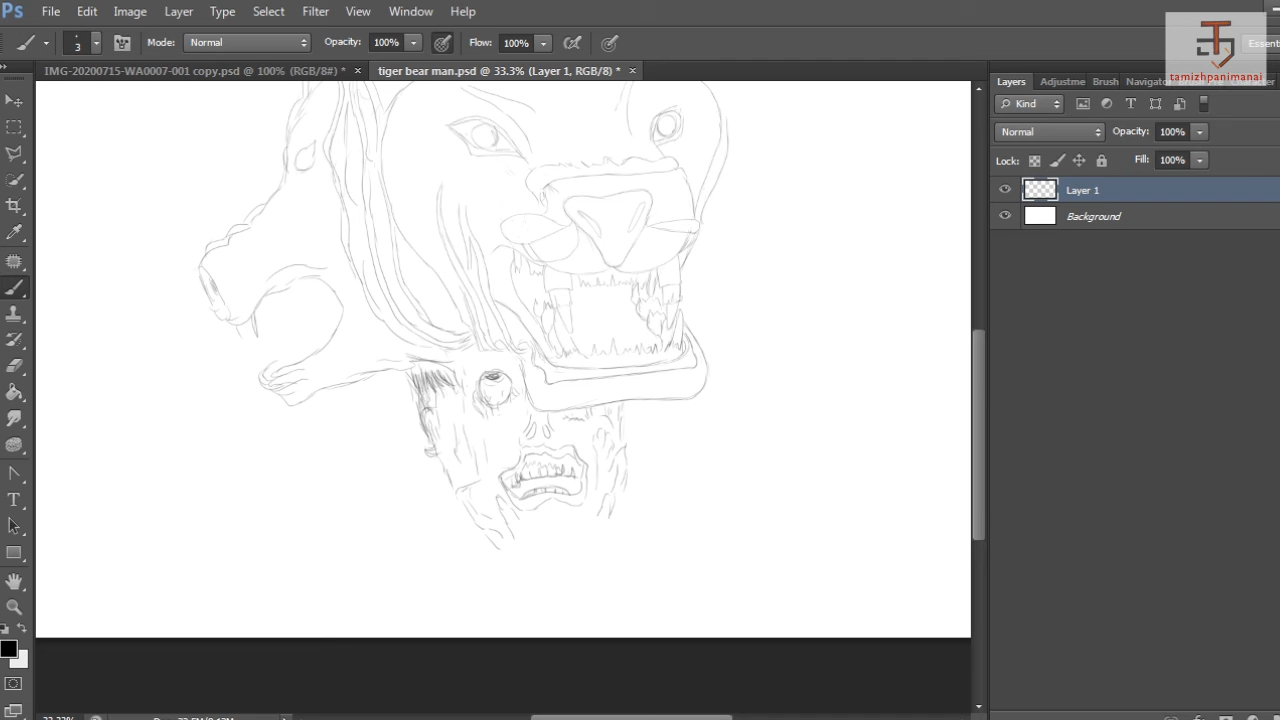 Ps File Edit Image Layer Type Select Filter View Window Help
3 Mode: Normal Opacity: 100% Flow: 100%
IMG-20200715-WA0007-001 copy.psd @ 100% (RGB/8#) * × tiger bear man.psd @ 33.3% (Layer 1, RGB/8) * ×
tamizhpanimanai
Layers Adjustme Brush
Kind
Normal Opacity: 100%
Lock: Fill: 100%
Layer 1
Background